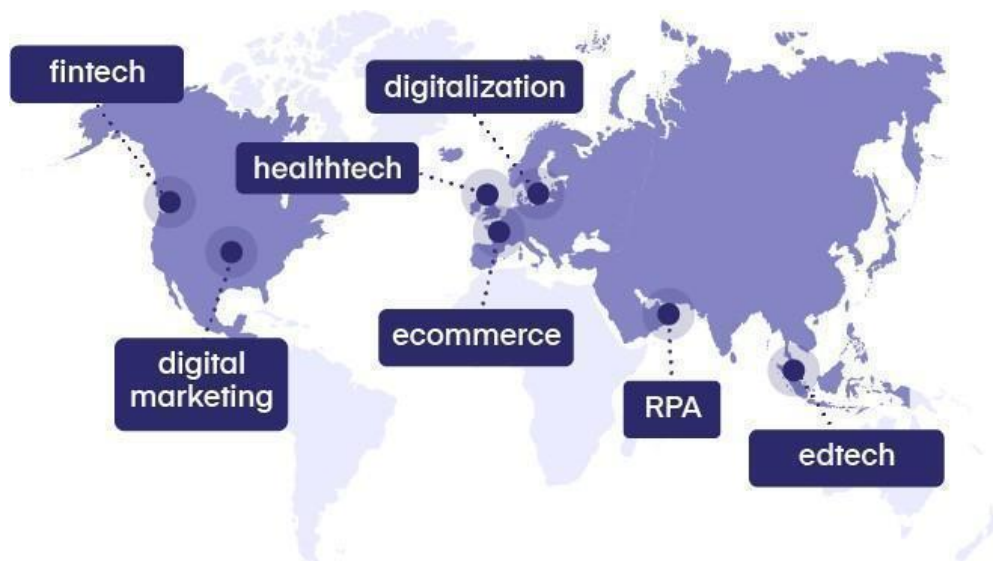 fintech
digitalization
healthtech
ecommerce
digital
marketing
RPA
edtech